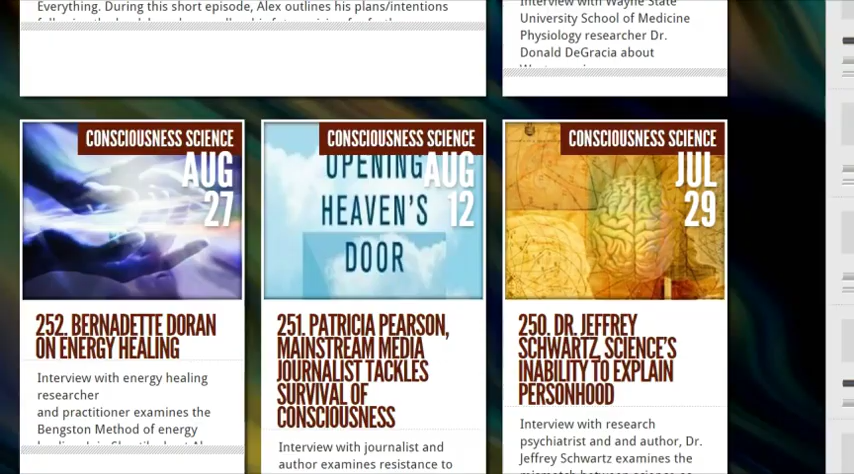 Everything. During this short episode, Alex outlines his plans/intentions
Interview with Wayne State
University School of Medicine
Physiology researcher Dr.
Donald DeGracia about
CONSCIOUSNESS SCIENCE
AUG
27
252. BERNADETTE DORAN
ON ENERGY HEALING
Interview with energy healing
researcher
and practitioner examines the
Bengston Method of energy
CONSCIOUSNESS SCIENCE
AUG
12
OPENING
HEAVEN'S
DOOR
251. PATRICIA PEARSON,
MAINSTREAM MEDIA
JOURNALIST TACKLES
SURVIVAL OF
CONSCIOUSNESS
Interview with journalist and
author examines resistance to
CONSCIOUSNESS SCIENCE
JUL
29
250. DR. JEFFREY
SCHWARTZ, SCIENCE'S
INABILITY TO EXPLAIN
PERSONHOOD
Interview with research
psychiatrist and and author, Dr.
Jeffrey Schwartz examines the